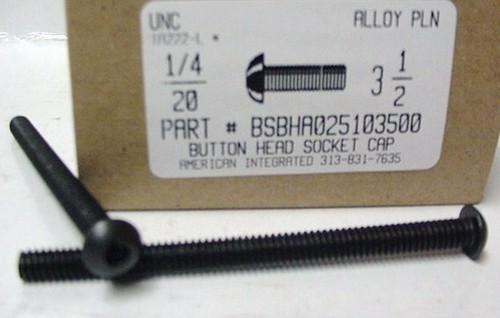 UNC ALLOY PLN
1A222-L *
1/4
20
3 1/2
PART # BSBHA025103500
BUTTON HEAD SOCKET CAP
AMERICAN INTEGRATED 313-831-7635